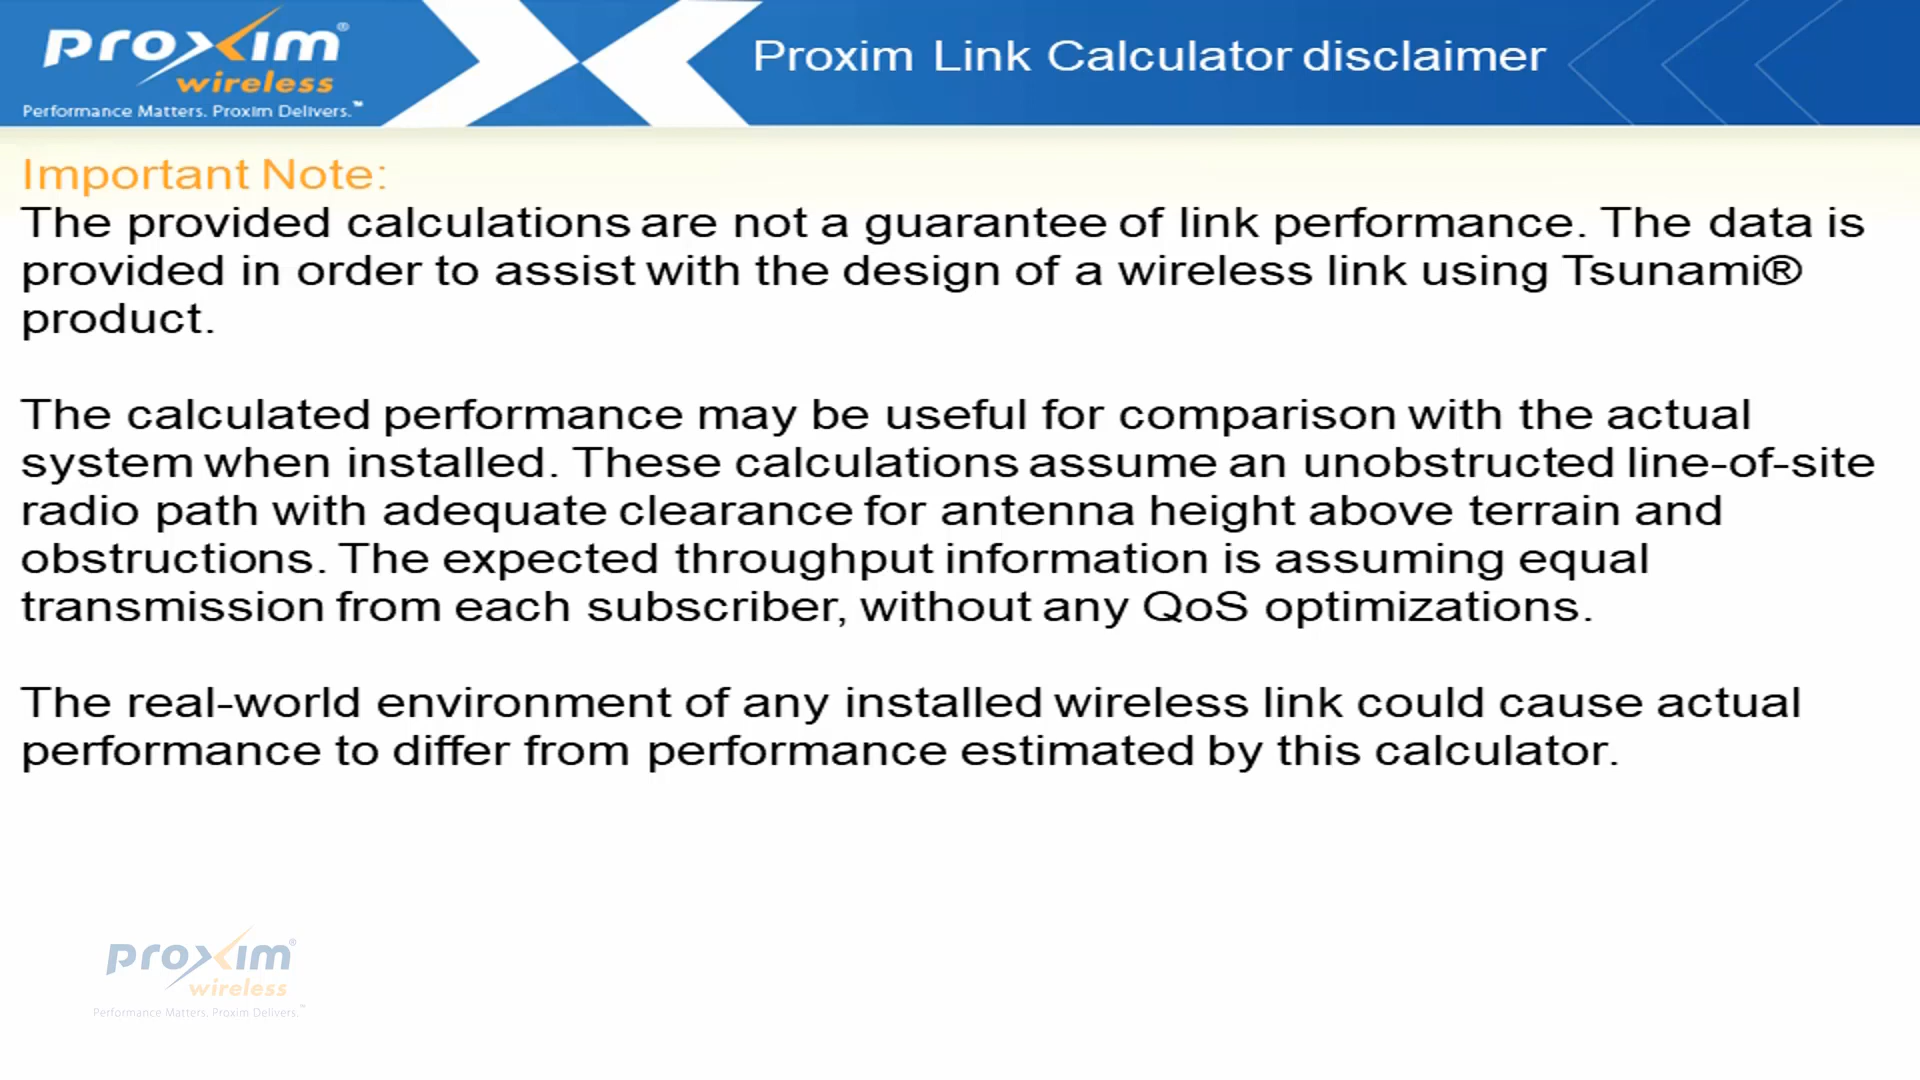 proxim®
wireless
Performance Matters. Proxim Delivers.™
Proxim Link Calculator disclaimer
Important Note:
The provided calculations are not a guarantee of link performance. The data is
provided in order to assist with the design of a wireless link using Tsunami®
product.
The calculated performance may be useful for comparison with the actual
system when installed. These calculations assume an unobstructed line-of-site
radio path with adequate clearance for antenna height above terrain and
obstructions. The expected throughput information is assuming equal
transmission from each subscriber, without any QoS optimizations.
The real-world environment of any installed wireless link could cause actual
performance to differ from performance estimated by this calculator.
proxim®
wireless
Performance Matters. Proxim Delivers.™